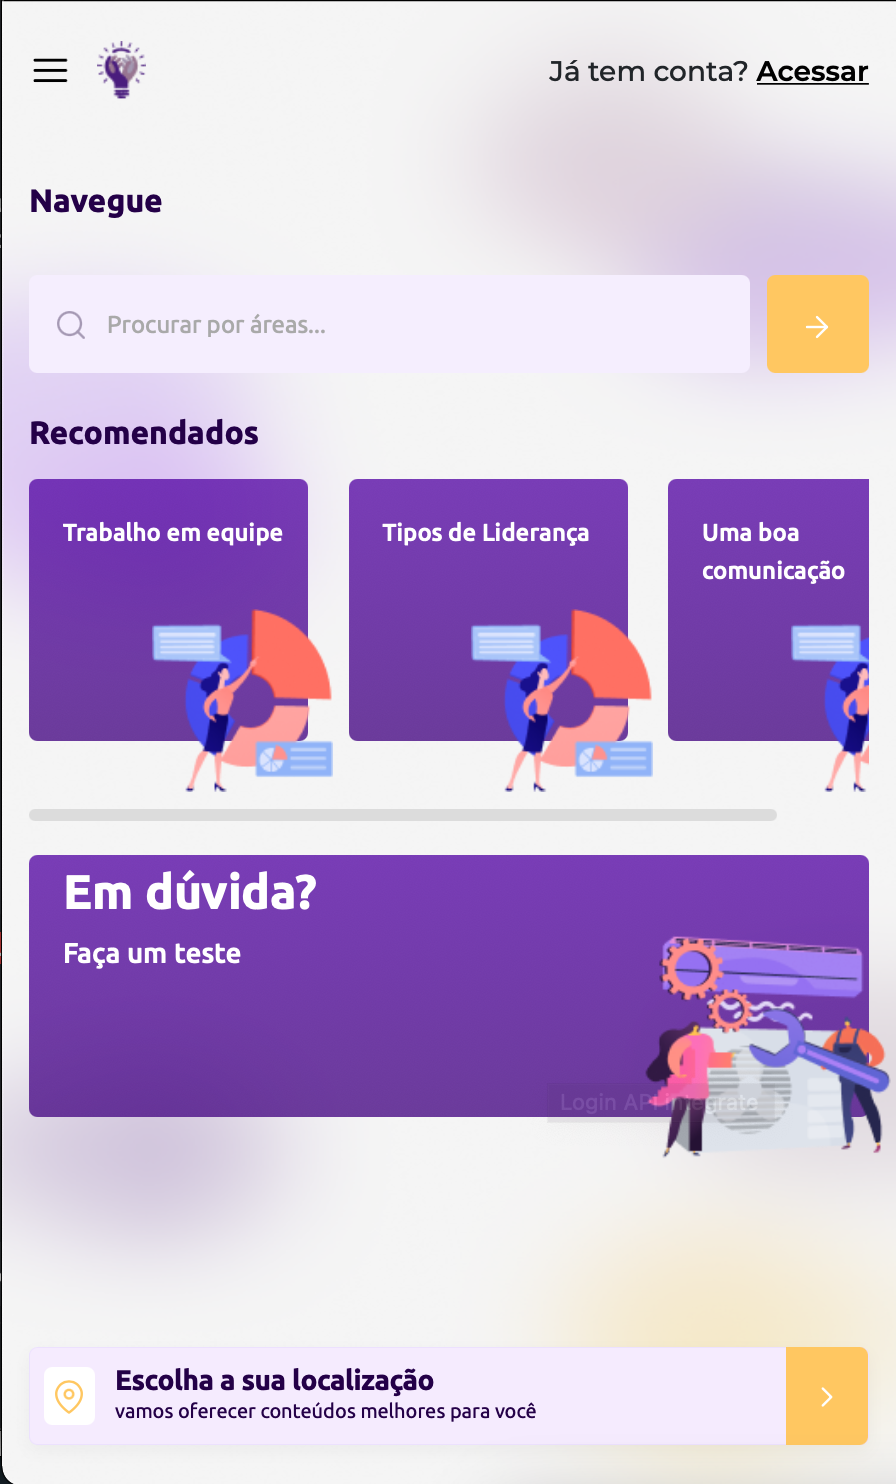 Já tem conta? Acessar
Navegue
Procurar por áreas...
Recomendados
Trabalho em equipe
Tipos de Liderança
Uma boa
comunicação
Em dúvida?
Faça um teste
Login API integrate
Escolha a sua localização
vamos oferecer conteúdos melhores para você